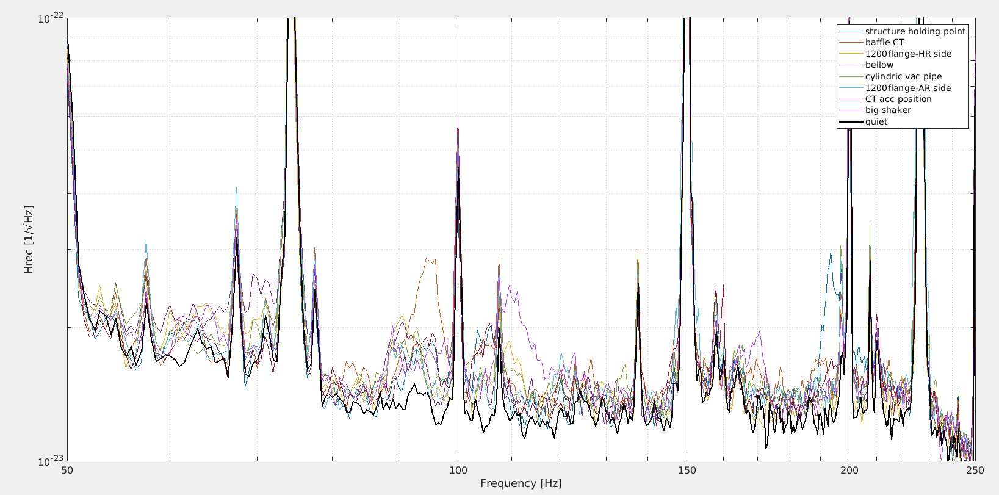 10-22
structure holding point
baffle CT
1200flange-HR side
bellow
cylindric vac pipe
1200flange-AR side
CT acc position
big shaker
quiet
Hrec [1/√Hz]
10-23
50
100
150
200
250
Frequency [Hz]